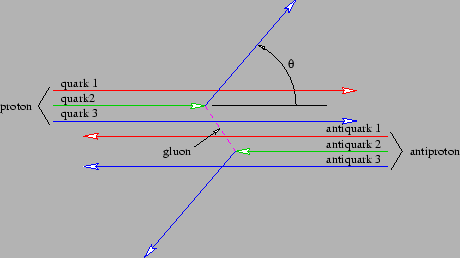 θ
quark 1
proton
quark2
quark 3
antiquark 1
gluon
antiquark 2
antiproton
antiquark 3